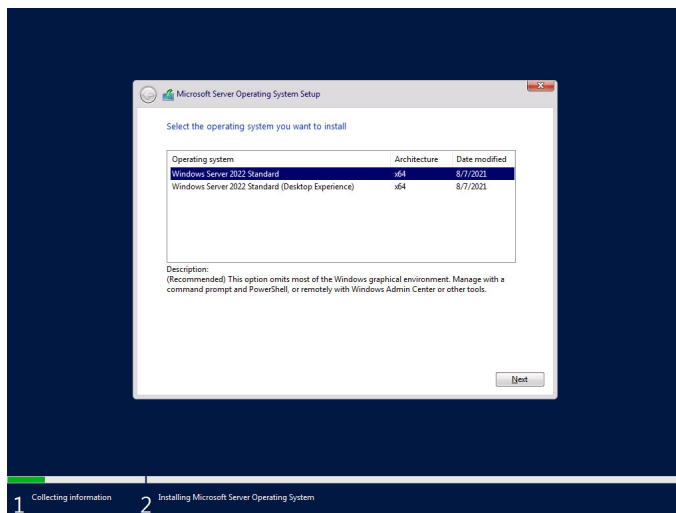 Microsoft Server Operating System Setup
Select the operating system you want to install
Operating system Architecture Date modified
Windows Server 2022 Standard x64 8/7/2021
Windows Server 2022 Standard (Desktop Experience) x64 8/7/2021
Description:
(Recommended) This option omits most of the Windows graphical environment. Manage with a
command prompt and PowerShell, or remotely with Windows Admin Center or other tools.
Next
1 Collecting information 2 Installing Microsoft Server Operating System